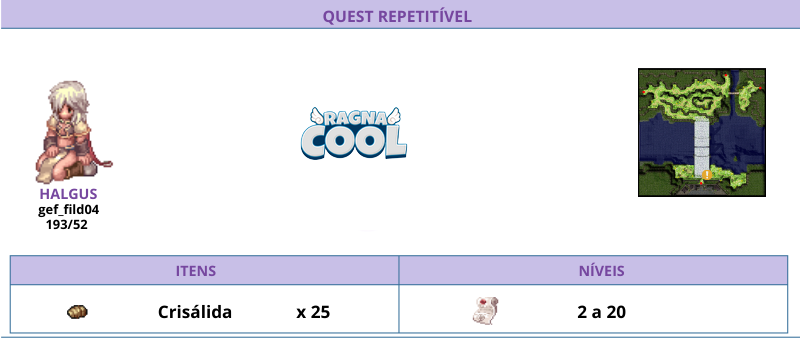 QUEST REPETITÍVEL
RAGNA
COOL
HALGUS
gef_fild04
193/52
ITENS
NÍVEIS
Crisálida x 25
2 a 20